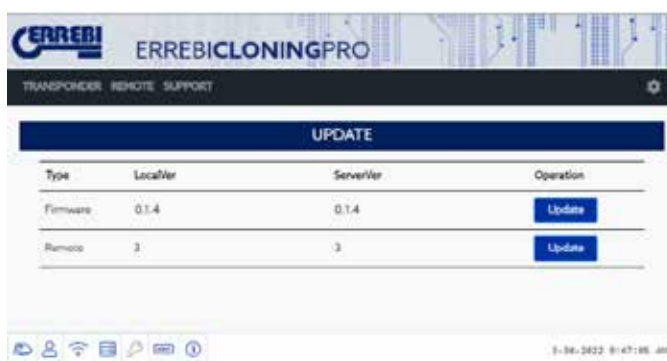 ERREBI
ERREBICLONINGPRO
TRANSPONDER REMOTE SUPPORT
UPDATE
Type LocalVer ServerVer Operation
Firmware 0.1.4 0.1.4 Update
Remote 3 3 Update